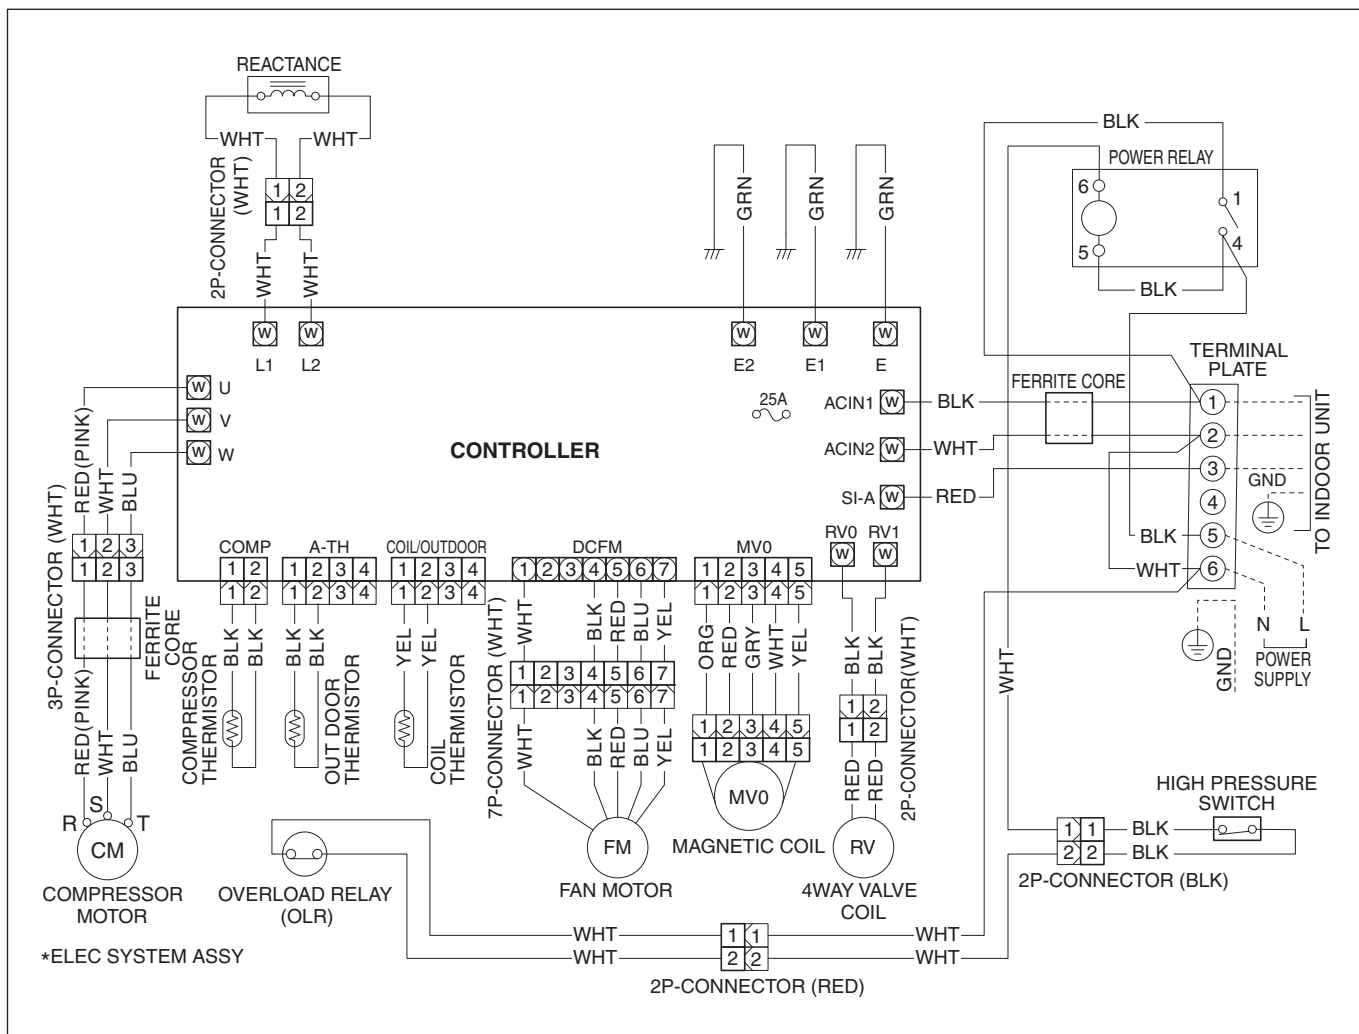 REACTANCE
WHT
WHT
2P-CONNECTOR
(WHT)
1 2
1 2
WHT
WHT
GRN
GRN
GRN
BLK
POWER RELAY
6
1
5
4
BLK
W
W
W
W
W
L1
L2
E2
E1
E
W U
W V
W W
25A
CONTROLLER
ACIN1 W BLK
ACIN2 W WHT
SI-A W RED
FERRITE CORE
TERMINAL
PLATE
1
2
3
4
5
6
BLK
WHT
GND
TO INDOOR UNIT
N
L
POWER
SUPPLY
GND
RED(PINK)
WHT
BLU
3P-CONNECTOR (WHT)
1 2 3
1 2 3
FERRITE
CORE
RED(PINK)
WHT
BLU
R
S
T
CM
COMPRESSOR
MOTOR
COMP
1 2
1 2
BLK
BLK
COMPRESSOR
THERMISTOR
A-TH
1 2 3 4
1 2 3 4
BLK
BLK
OUT DOOR
THERMISTOR
COIL/OUTDOOR
1 2 3 4
1 2 3 4
YEL
YEL
COIL
THERMISTOR
DCFM
1 2 3 4 5 6 7
WHT
BLK
RED
BLU
YEL
7P-CONNECTOR (WHT)
1 2 3 4 5 6 7
1 2 3 4 5 6 7
WHT
BLK
RED
BLU
YEL
FM
FAN MOTOR
MV0
1 2 3 4 5
1 2 3 4 5
ORG
RED
GRY
WHT
YEL
1 2 3 4 5
1 2 3 4 5
MV0
MAGNETIC COIL
RV0
RV1
W
W
BLK
BLK
1 2
1 2
2P-CONNECTOR(WHT)
RED
RED
RV
4WAY VALVE
COIL
WHT
HIGH PRESSURE
SWITCH
1 1 BLK
2 2 BLK
2P-CONNECTOR (BLK)
OVERLOAD RELAY
(OLR)
WHT 1 1 WHT
WHT 2 2 WHT
2P-CONNECTOR (RED)
*ELEC SYSTEM ASSY